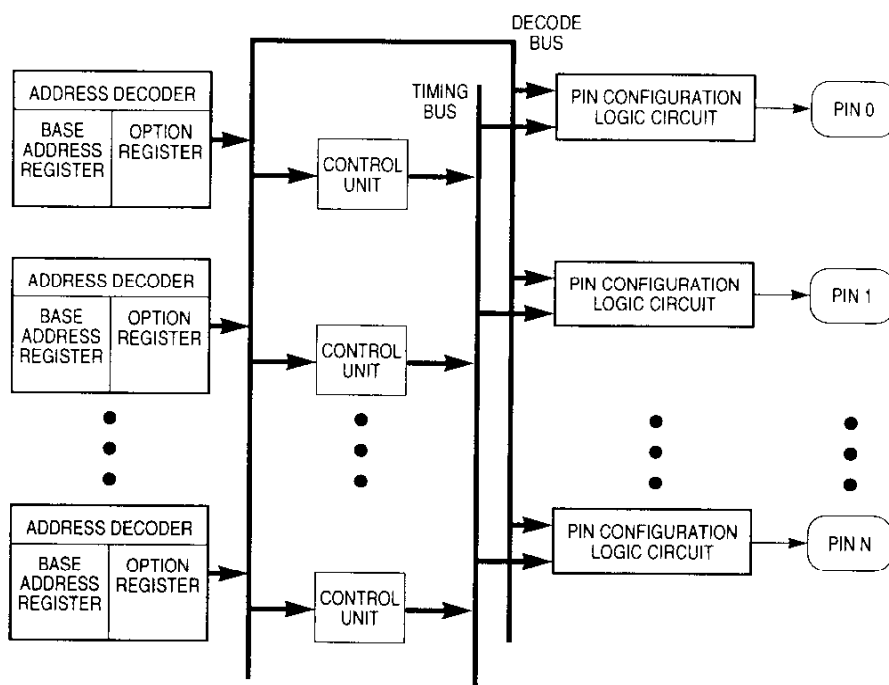 DECODE
BUS
TIMING
BUS
ADDRESS DECODER
BASE
ADDRESS
REGISTER
OPTION
REGISTER
CONTROL
UNIT
PIN CONFIGURATION
LOGIC CIRCUIT
PIN 0
ADDRESS DECODER
BASE
ADDRESS
REGISTER
OPTION
REGISTER
CONTROL
UNIT
PIN CONFIGURATION
LOGIC CIRCUIT
PIN 1
ADDRESS DECODER
BASE
ADDRESS
REGISTER
OPTION
REGISTER
CONTROL
UNIT
PIN CONFIGURATION
LOGIC CIRCUIT
PIN N